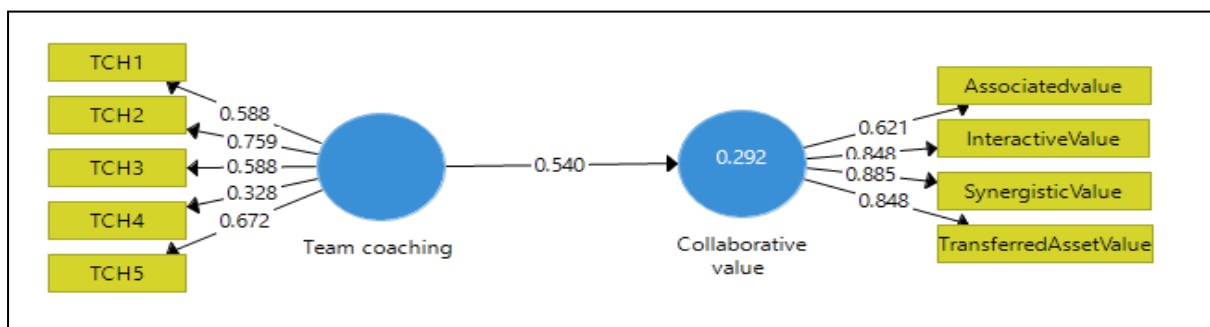 TCH1
TCH2
TCH3
TCH4
TCH5
0.588
0.759
0.588
0.328
0.672
Team coaching
0.540
0.292
Collaborative
value
0.621
0.848
0.885
0.848
Associatedvalue
InteractiveValue
SynergisticValue
TransferredAssetValue